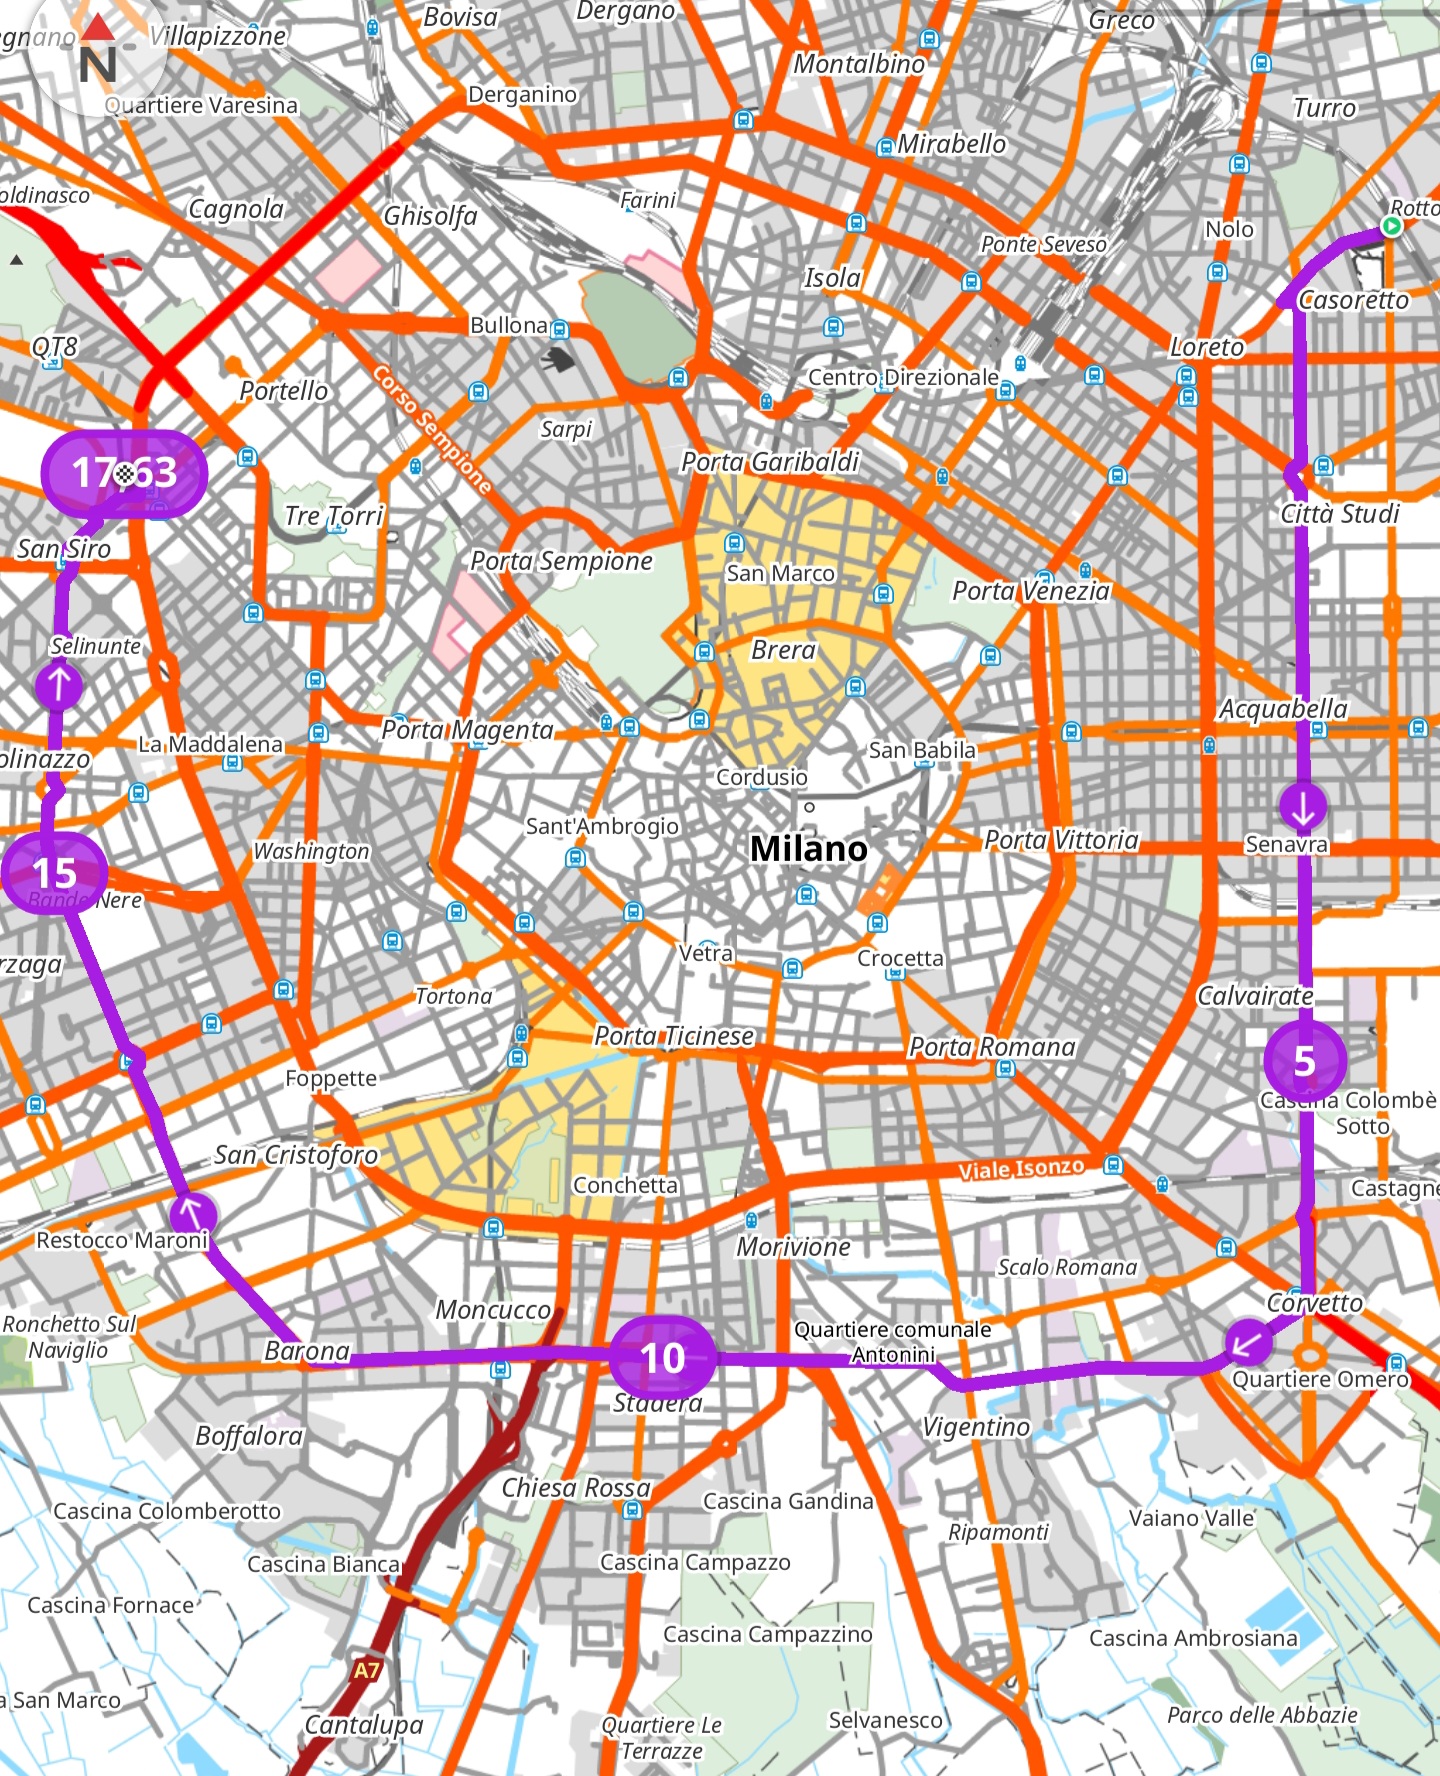 Bovisa
Dergano
Greco
Villapizzone
N
Montalbino
Quartiere Varesina
Derganino
Turro
Mirabello
Cagnola
Ghisolfa
Farini
Nolo
Ponte Seveso
Isola
Casoretto
QT8
Bullona
Loreto
Portello
Centro Direzionale
Corso Sempione
Sarpi
17,63
Porta Garibaldi
Tre Torri
Città Studi
San Siro
Porta Sempione
San Marco
Porta Venezia
Selinunte
Brera
Acquabella
La Maddalena
Porta Magenta
San Babila
Cordusio
Sant'Ambrogio
Milano
Porta Vittoria
Senavra
Washington
15
Bande Nere
Vetra
Crocetta
Tortona
Calvairate
Porta Ticinese
Porta Romana
5
Foppette
Cascina Colombè
Sotto
San Cristoforo
Viale Isonzo
Conchetta
Restocco Maroni
Morivione
Scalo Romana
Moncucco
Corvetto
Ronchetto Sul
Naviglio
Barona
10
Quartiere comunale
Antonini
Quartiere Omero
Stadera
Boffalora
Vigentino
Chiesa Rossa
Cascina Colomberotto
Cascina Gandina
Vaiano Valle
Ripamonti
Cascina Bianca
Cascina Campazzo
Cascina Fornace
Cascina Campazzino
Cascina Ambrosiana
A7
San Marco
Cantalupa
Quartiere Le
Terrazze
Selvanesco
Parco delle Abbazie